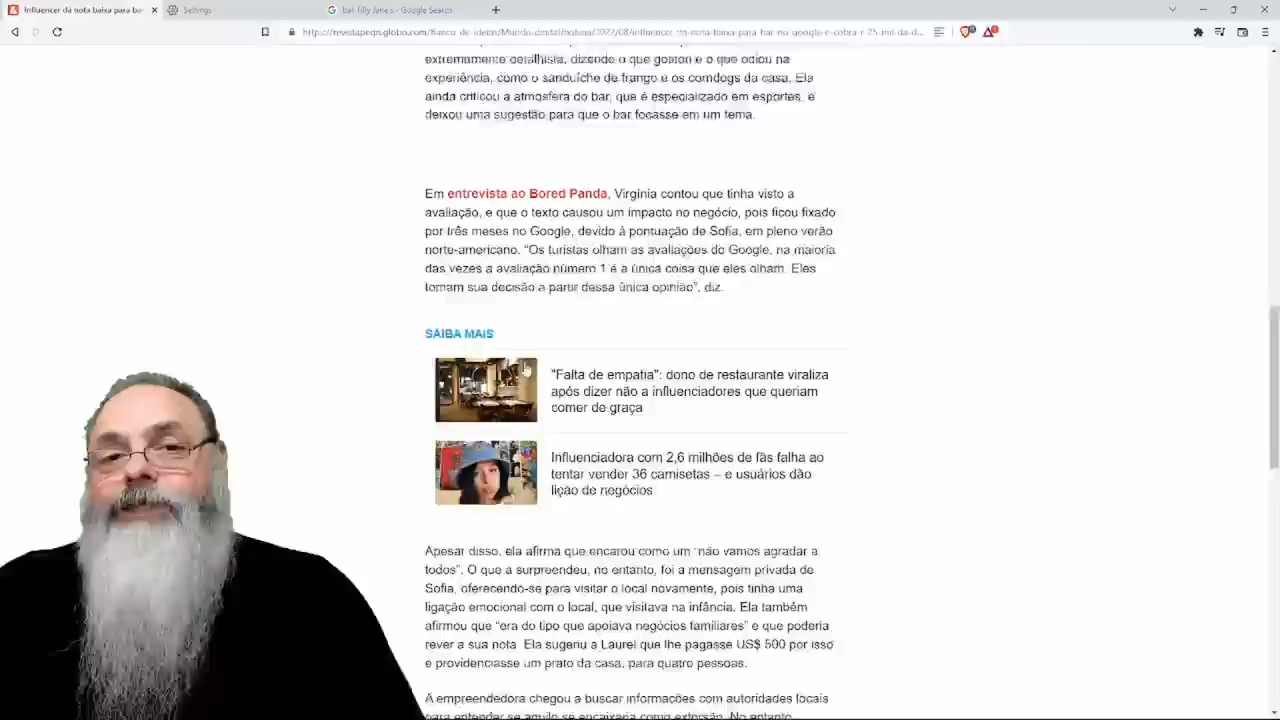 Influencer dá nota baixa para bar
Settings
bar Tilly Jane's - Google Search
https://revistapegn.globo.com/Banco-de-ideias/Mundo-digital/noticia/2022/08/influencer-da-nota-baixa-para-bar-no-google-e-cobra-r-25-mil-da-d...
extremamente detalhista, dizendo o que gostou e o que odiou na
experiência, como o sanduíche de frango e os corndogs da casa. Ela
ainda criticou a atmosfera do bar, que é especializado em esportes, e
deixou uma sugestão para que o bar focasse em um tema.
Em entrevista ao Bored Panda, Virgínia contou que tinha visto a
avaliação, e que o texto causou um impacto no negócio, pois ficou fixado
por três meses no Google, devido à pontuação de Sofia, em pleno verão
norte-americano. “Os turistas olham as avaliações do Google, na maioria
das vezes a avaliação número 1 é a única coisa que eles olham. Eles
tomam sua decisão a partir dessa única opinião”, diz.
SAIBA MAIS
"Falta de empatia": dono de restaurante viraliza
após dizer não a influenciadores que queriam
comer de graça
Influenciadora com 2,6 milhões de fãs falha ao
tentar vender 36 camisetas – e usuários dão
lição de negócios
Apesar disso, ela afirma que encarou como um “não vamos agradar a
todos”. O que a surpreendeu, no entanto, foi a mensagem privada de
Sofia, oferecendo-se para visitar o local novamente, pois tinha uma
ligação emocional com o local, que visitava na infância. Ela também
afirmou que “era do tipo que apoiava negócios familiares” e que poderia
rever a sua nota. Ela sugeriu a Laurel que lhe pagasse US$ 500 por isso
e providenciasse um prato da casa, para quatro pessoas.
A empreendedora chegou a buscar informações com autoridades locais
para entender se aquilo se encaixaria como extorsão. No entanto,